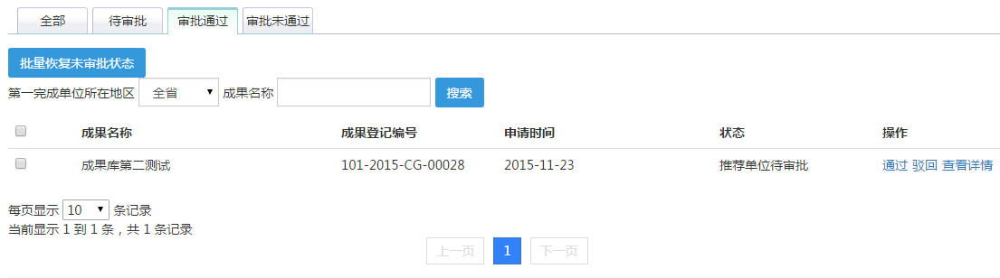 全部 待审批 审批通过 审批未通过
批量恢复未审批状态
第一完成单位所在地区 全省 成果名称 搜索
成果名称 成果登记编号 申请时间 状态 操作
成果库第二测试 101-2015-CG-00028 2015-11-23 推荐单位待审批 通过 驳回 查看详情
每页显示 10 条记录
当前显示 1 到 1 条，共 1 条记录
上一页 1 下一页